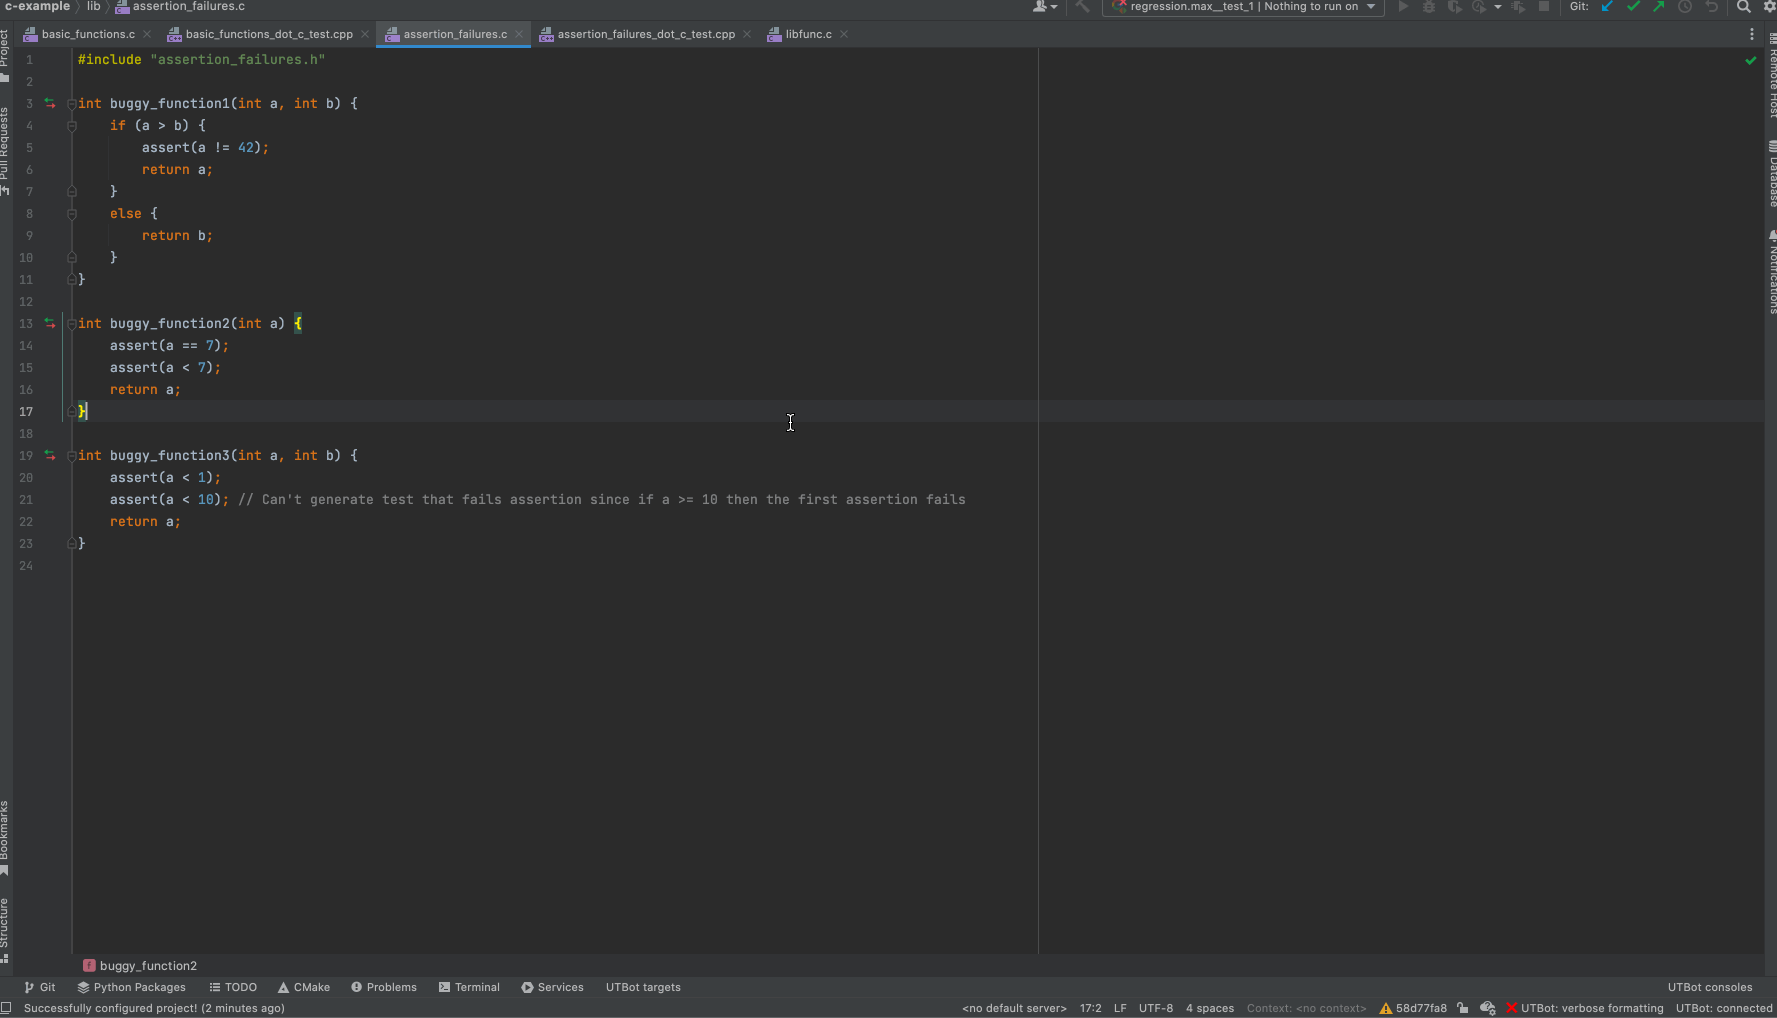 c-example lib assertion_failures.c regression.max__test_1 | Nothing to run on Git:
basic_functions.c basic_functions_dot_c_test.cpp assertion_failures.c assertion_failures_dot_c_test.cpp libfunc.c
Project
Pull Requests
Bookmarks
Structure
1 #include "assertion_failures.h"
2
3 int buggy_function1(int a, int b) {
4 if (a > b) {
5 assert(a != 42);
6 return a;
7 }
8 else {
9 return b;
10 }
11 }
12
13 int buggy_function2(int a) {
14 assert(a == 7);
15 assert(a < 7);
16 return a;
17 }
18
19 int buggy_function3(int a, int b) {
20 assert(a < 1);
21 assert(a < 10); // Can't generate test that fails assertion since if a >= 10 then the first assertion fails
22 return a;
23 }
24
Remote Host
Database
Notifications
f buggy_function2
Git Python Packages TODO CMake Problems Terminal Services UTBot targets UTBot consoles
Successfully configured project! (2 minutes ago) <no default server> 17:2 LF UTF-8 4 spaces Context: <no context> 58d77fa8 UTBot: verbose formatting UTBot: connected